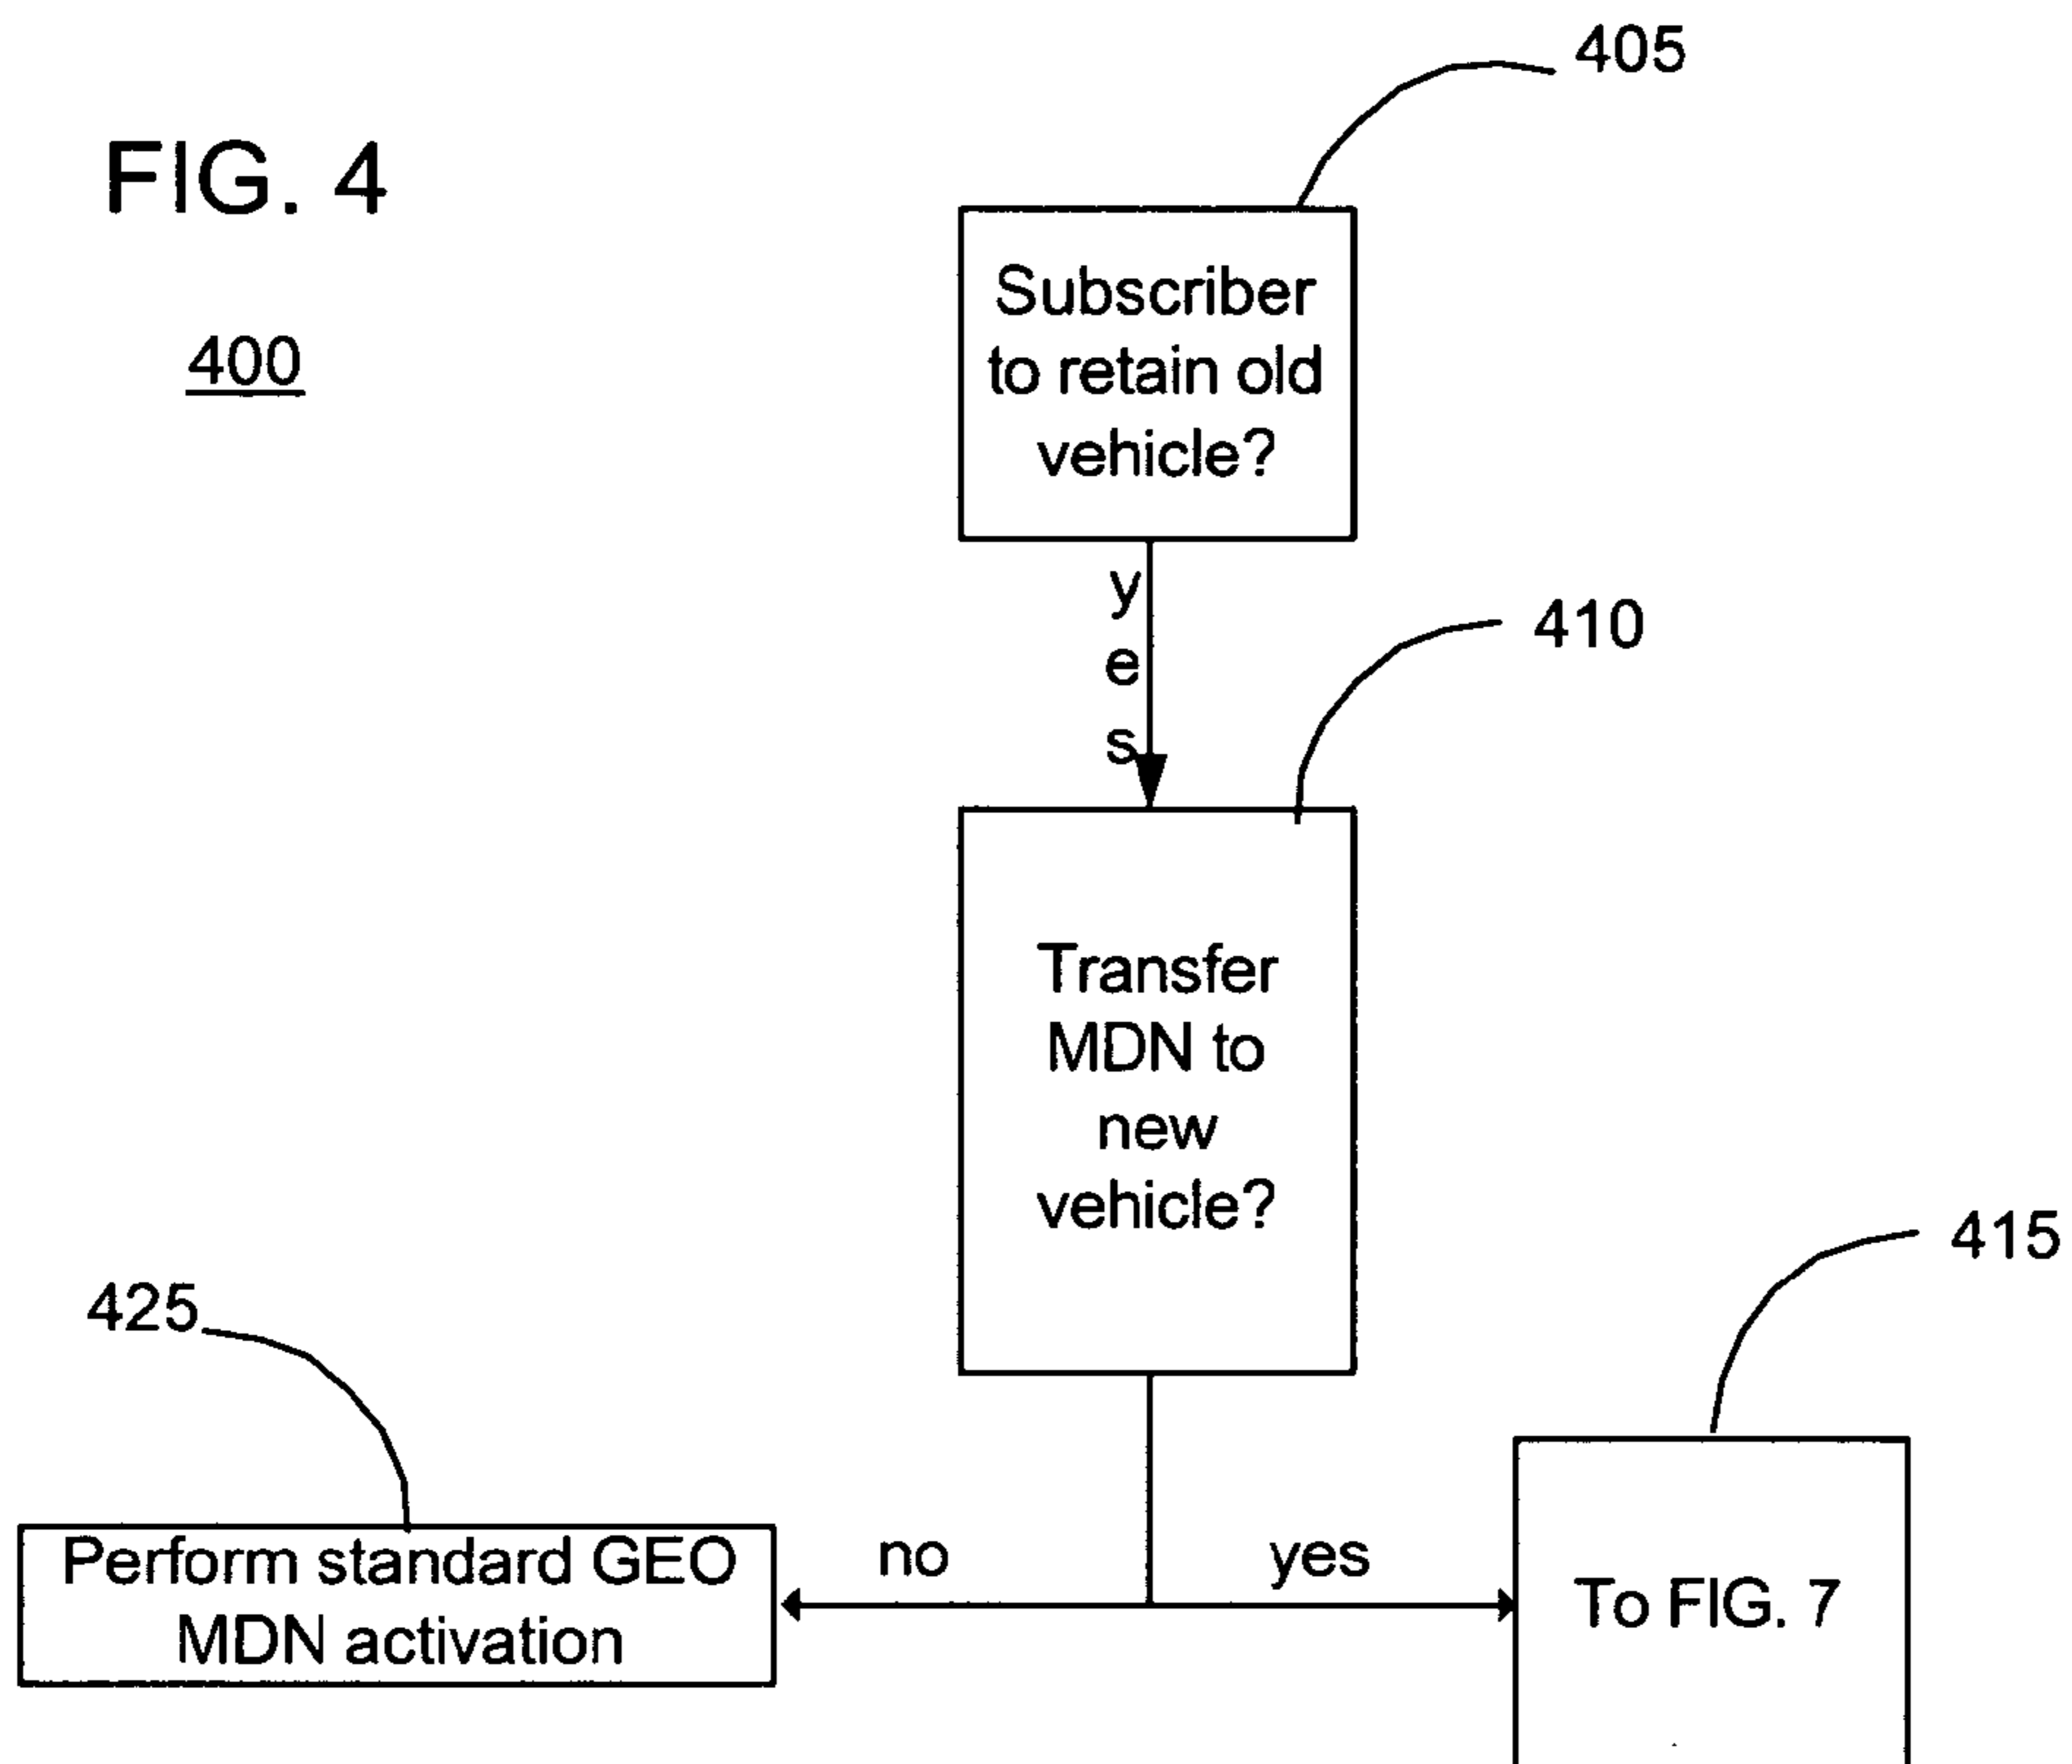 FIG. 4
400
405
Subscriber
to retain old
vehicle?
yes
410
Transfer
MDN to
new
vehicle?
415
425
Perform standard GEO
MDN activation
no
yes
To FIG. 7